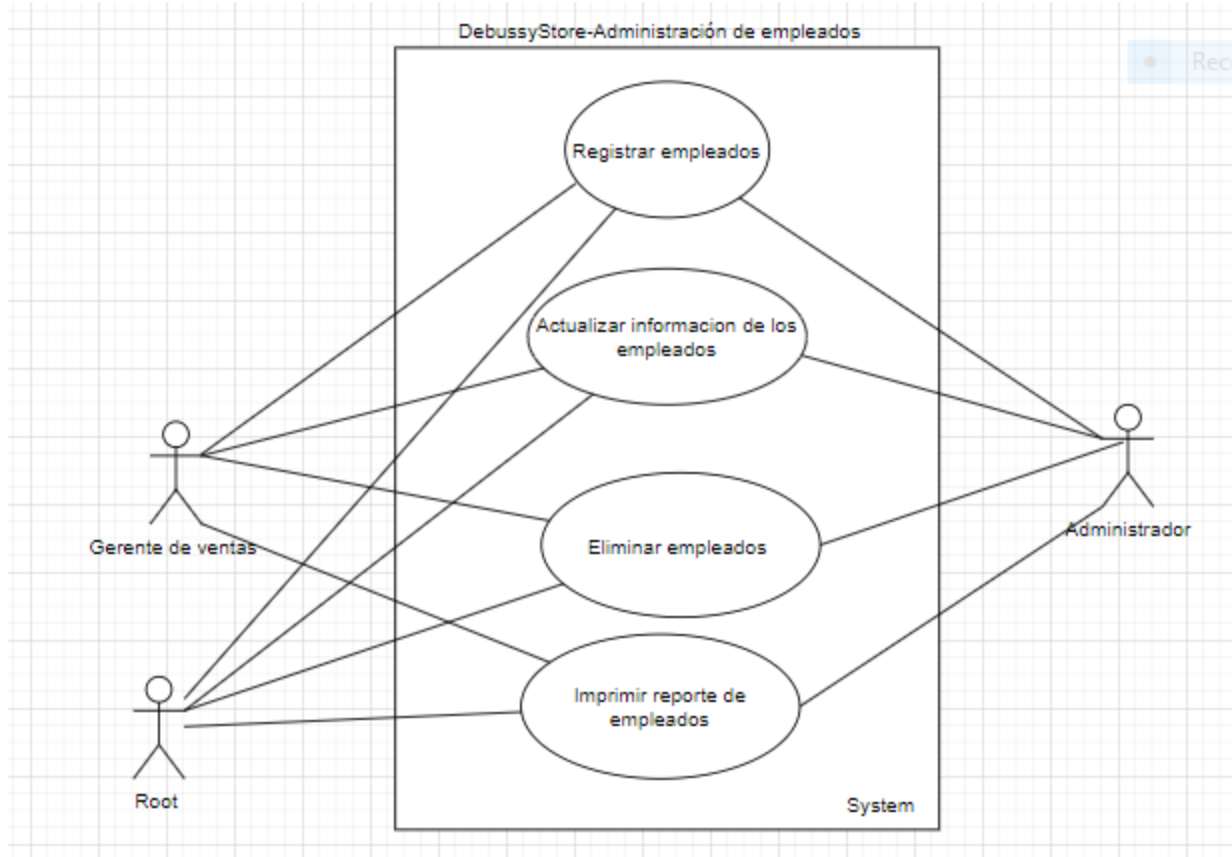 DebussyStore-Administración de empleados
Rec
Registrar empleados
Actualizar informacion de los
empleados
Gerente de ventas
Eliminar empleados
Administrador
Imprimir reporte de
empleados
Root
System